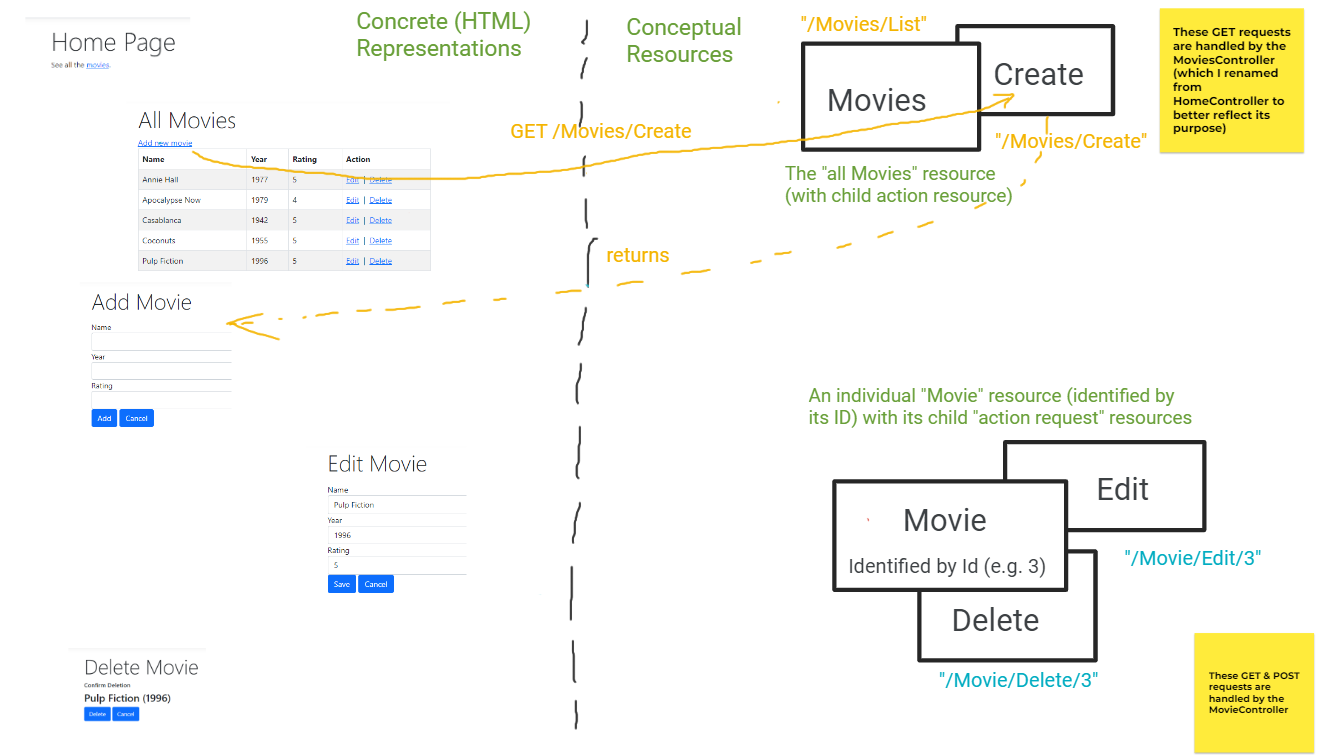 Home Page
See all the movies.
Concrete (HTML)
Representations
Conceptual
Resources
"/Movies/List"
Movies
Create
"/Movies/Create"
The "all Movies" resource
(with child action resource)
These GET requests
are handled by the
MoviesController
(which I renamed
from
HomeController to
better reflect its
purpose)
GET /Movies/Create
returns
All Movies
Add new movie
Name Year Rating Action
Annie Hall 1977 5 Edit | Delete
Apocalypse Now 1979 4 Edit | Delete
Casablanca 1942 5 Edit | Delete
Coconuts 1955 5 Edit | Delete
Pulp Fiction 1996 5 Edit | Delete
Add Movie
Name
Year
Rating
Add Cancel
Edit Movie
Name
Pulp Fiction
Year
1996
Rating
5
Save Cancel
An individual "Movie" resource (identified by
its ID) with its child "action request" resources
Edit
Movie
Identified by Id (e.g. 3)
"/Movie/Edit/3"
Delete
"/Movie/Delete/3"
Delete Movie
Confirm Deletion
Pulp Fiction (1996)
Delete Cancel
These GET & POST
requests are
handled by the
MovieController